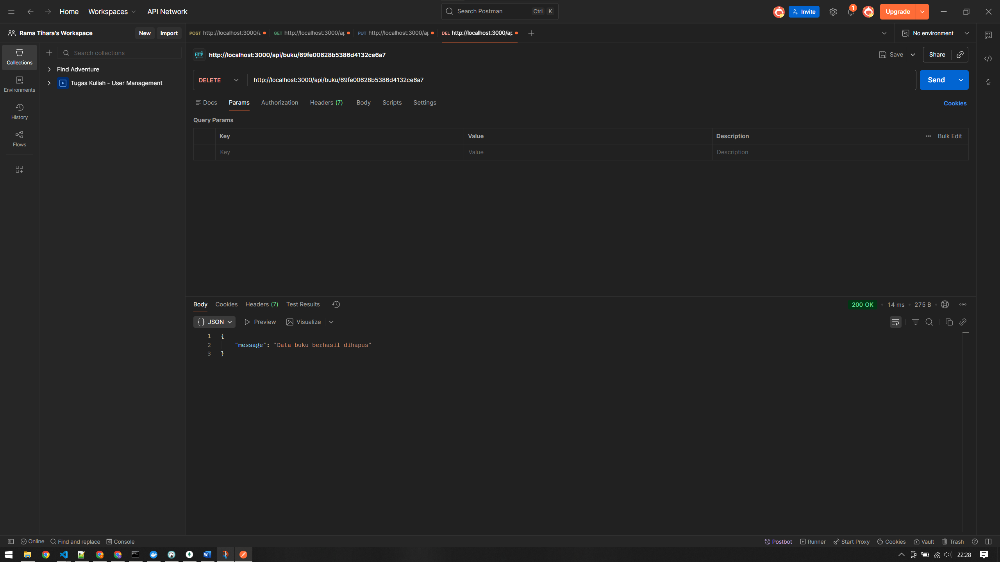 Home Workspaces API Network Search Postman Ctrl K Invite 1 Upgrade
Rama Tihara's Workspace New Import POST http://localhost:3000/a GET http://localhost:3000/ap PUT http://localhost:3000/ap DEL http://localhost:3000/ap No environment
Collections Search collections HTTP http://localhost:3000/api/buku/69fe00628b5386d4132ce6a7 Save Share
Find Adventure
Environments Tugas Kuliah - User Management DELETE http://localhost:3000/api/buku/69fe00628b5386d4132ce6a7 Send
Docs Params Authorization Headers (7) Body Scripts Settings Cookies
History
Query Params
Key Value Description Bulk Edit
Flows
Key Value Description
Body Cookies Headers (7) Test Results 200 OK • 14 ms • 275 B •
{} JSON Preview Visualize
1 {
2 "message": "Data buku berhasil dihapus"
3 }
Online Find and replace Console Postbot Runner Start Proxy Cookies Vault Trash
22:28